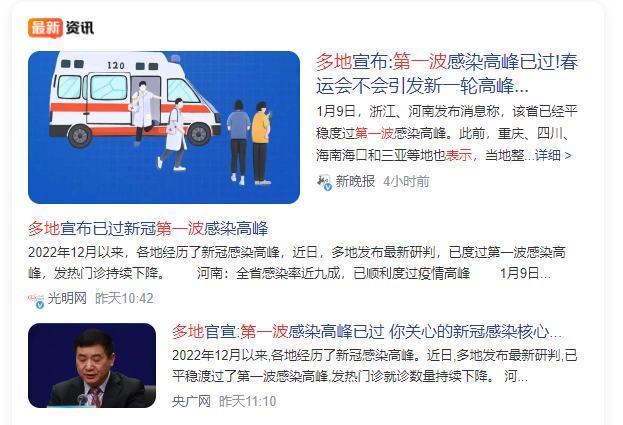 最新 资讯
120
多地宣布:第一波感染高峰已过!春
运会不会引发新一轮高峰...
1月9日，浙江、河南发布消息称，该省已经平
稳度过第一波感染高峰。此前，重庆、四川、
海南海口和三亚等地也表示，当地整...详细 >
新晚报 4小时前
多地宣布已过新冠第一波感染高峰
2022年12月以来，各地经历了新冠感染高峰，近日，多地发布最新研判，已度过第一波感染高
峰，发热门诊持续下降。 河南：全省感染率近九成，已顺利度过疫情高峰 1月9日...
光明网 昨天10:42
多地官宣:第一波感染高峰已过 你关心的新冠感染核心...
2022年12月以来,各地经历了新冠感染高峰。近日,多地发布最新研判,已
平稳渡过了第一波感染高峰,发热门诊就诊数量持续下降。 河...
央广网 昨天11:10